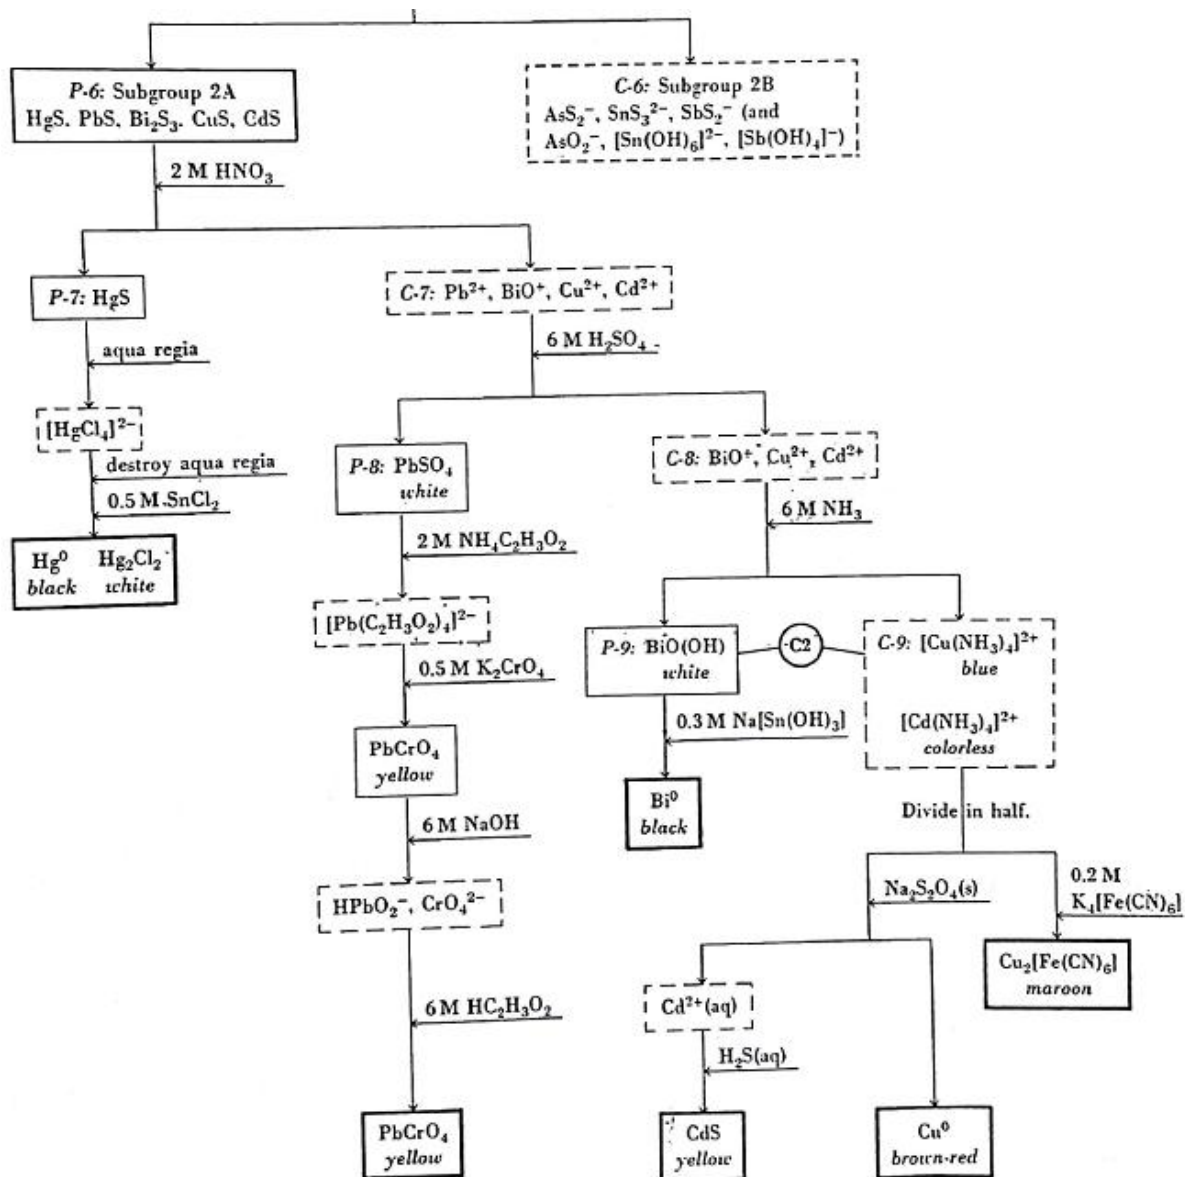 P-6: Subgroup 2A
HgS. PbS, Bi₂S₃. CuS, CdS
C-6: Subgroup 2B
AsS₂⁻, SnS₃²⁻, SbS₂⁻ (and
AsO₂⁻, [Sn(OH)₆]²⁻, [Sb(OH)₄]⁻)
2 M HNO₃
P-7: HgS
C-7: Pb²⁺, BiO⁺, Cu²⁺, Cd²⁺
aqua regia
6 M H₂SO₄
[HgCl₄]²⁻
destroy aqua regia
0.5 M SnCl₂
Hg⁰ Hg₂Cl₂
black white
P-8: PbSO₄
white
C-8: BiO⁺, Cu²⁺, Cd²⁺
2 M NH₄C₂H₃O₂
6 M NH₃
[Pb(C₂H₃O₂)₄]²⁻
P-9: BiO(OH)
white
C2
C-9: [Cu(NH₃)₄]²⁺
blue
[Cd(NH₃)₄]²⁺
colorless
0.5 M K₂CrO₄
0.3 M Na[Sn(OH)₃]
PbCrO₄
yellow
Bi⁰
black
Divide in half.
6 M NaOH
HPbO₂⁻, CrO₄²⁻
Na₂S₂O₄(s)
0.2 M
K₄[Fe(CN)₆]
Cu₂[Fe(CN)₆]
maroon
6 M HC₂H₃O₂
Cd²⁺(aq)
H₂S(aq)
PbCrO₄
yellow
CdS
yellow
Cu⁰
brown-red